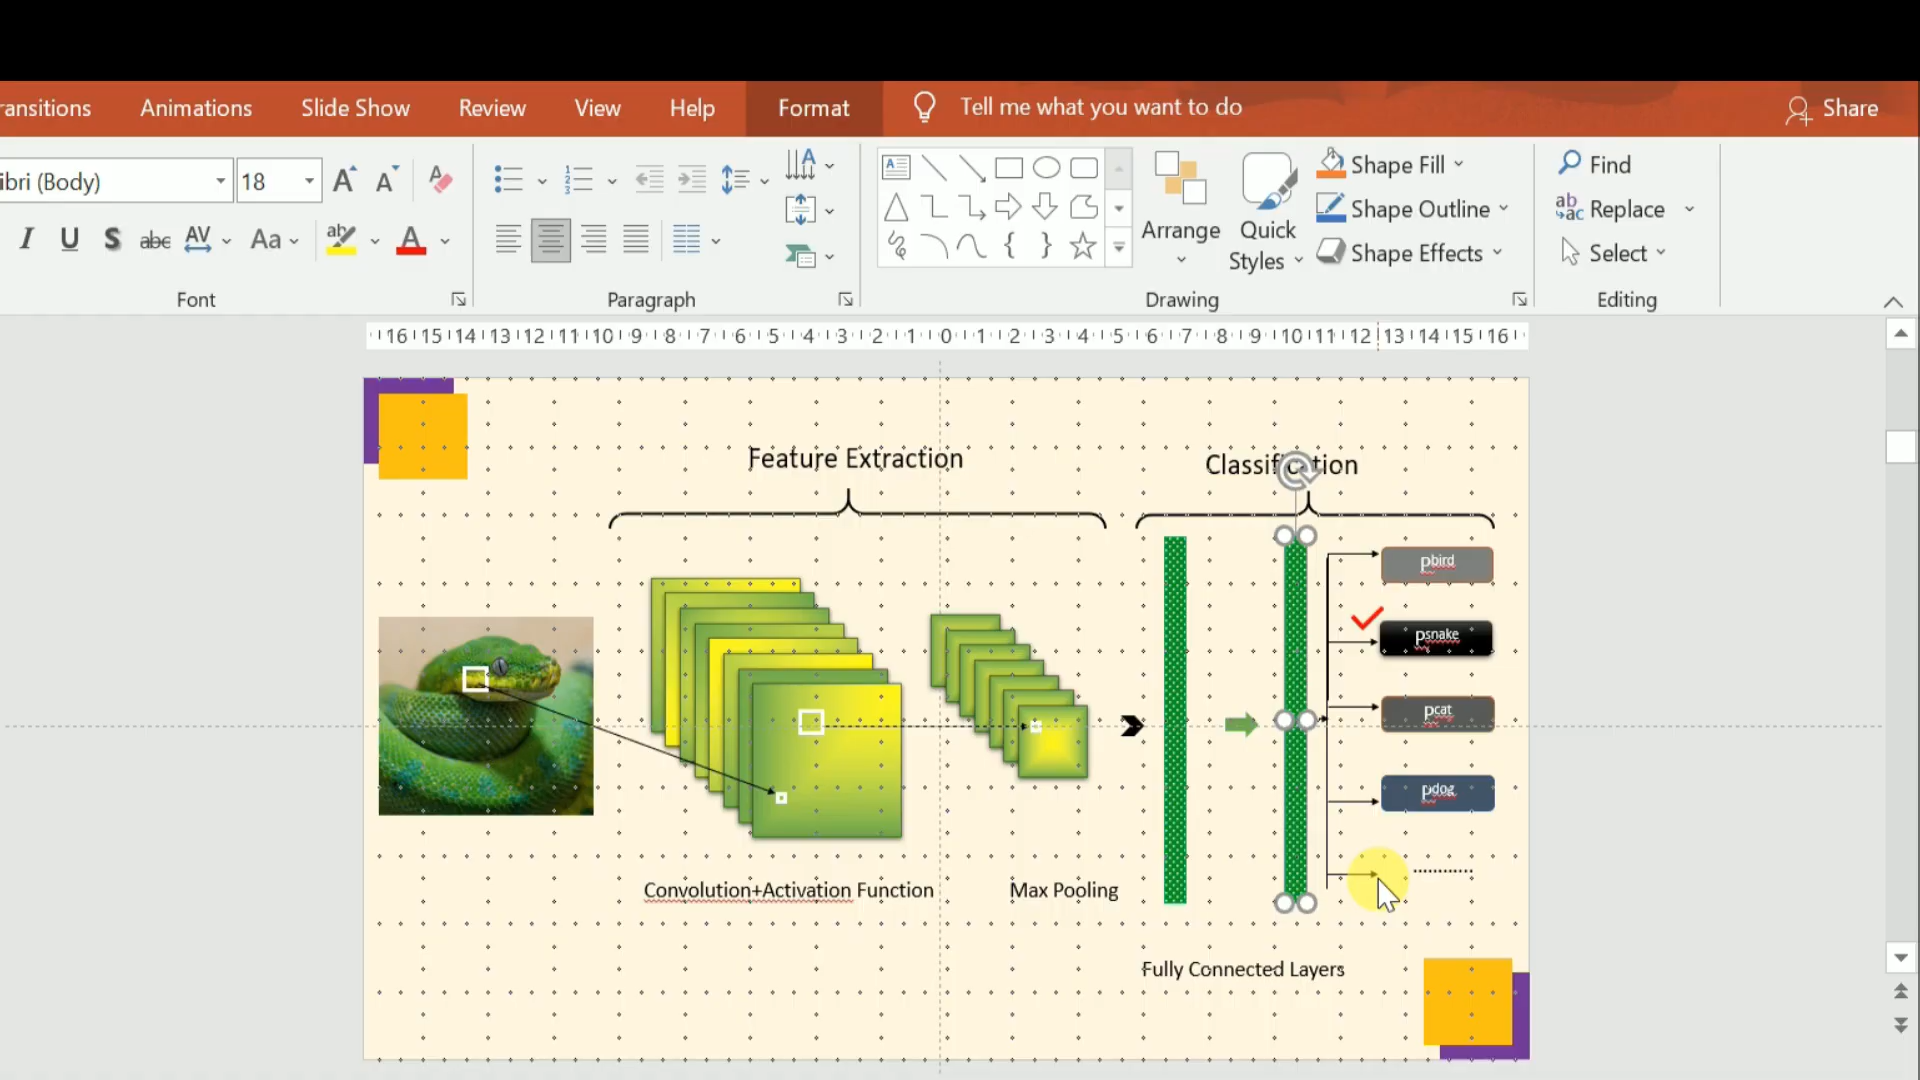 ransitions Animations Slide Show Review View Help Format Tell me what you want to do Share
ibri (Body) 18 Shape Fill Find
Shape Outline Replace
Arrange Quick Styles Shape Effects Select
Font Paragraph Drawing Editing
16 15 14 13 12 11 10 9 8 7 6 5 4 3 2 1 0 1 2 3 4 5 6 7 8 9 10 11 12 13 14 15 16
Feature Extraction Classification
pbird
psnake
pcat
pdog
............
Convolution+Activation Function Max Pooling
Fully Connected Layers